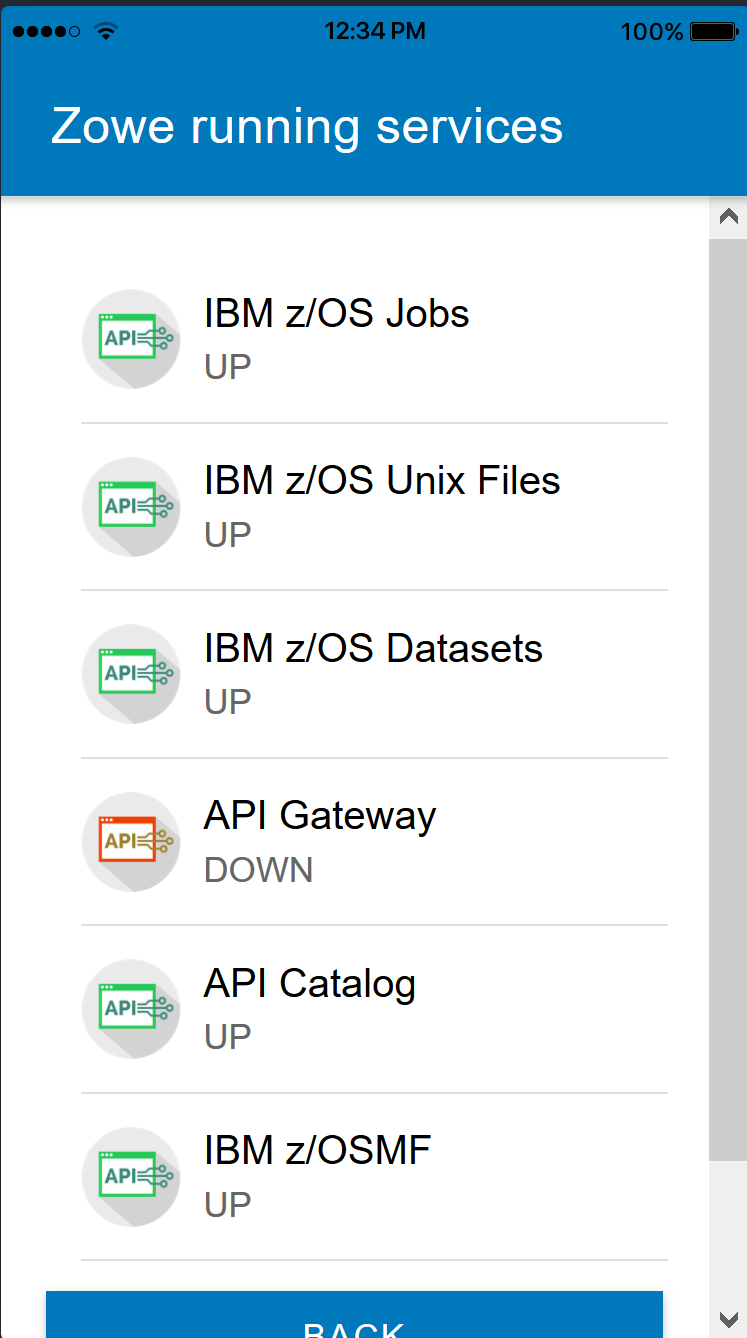 12:34 PM 100%
Zowe running services
API IBM z/OS Jobs
UP
API IBM z/OS Unix Files
UP
API IBM z/OS Datasets
UP
API API Gateway
DOWN
API API Catalog
UP
API IBM z/OSMF
UP
BACK